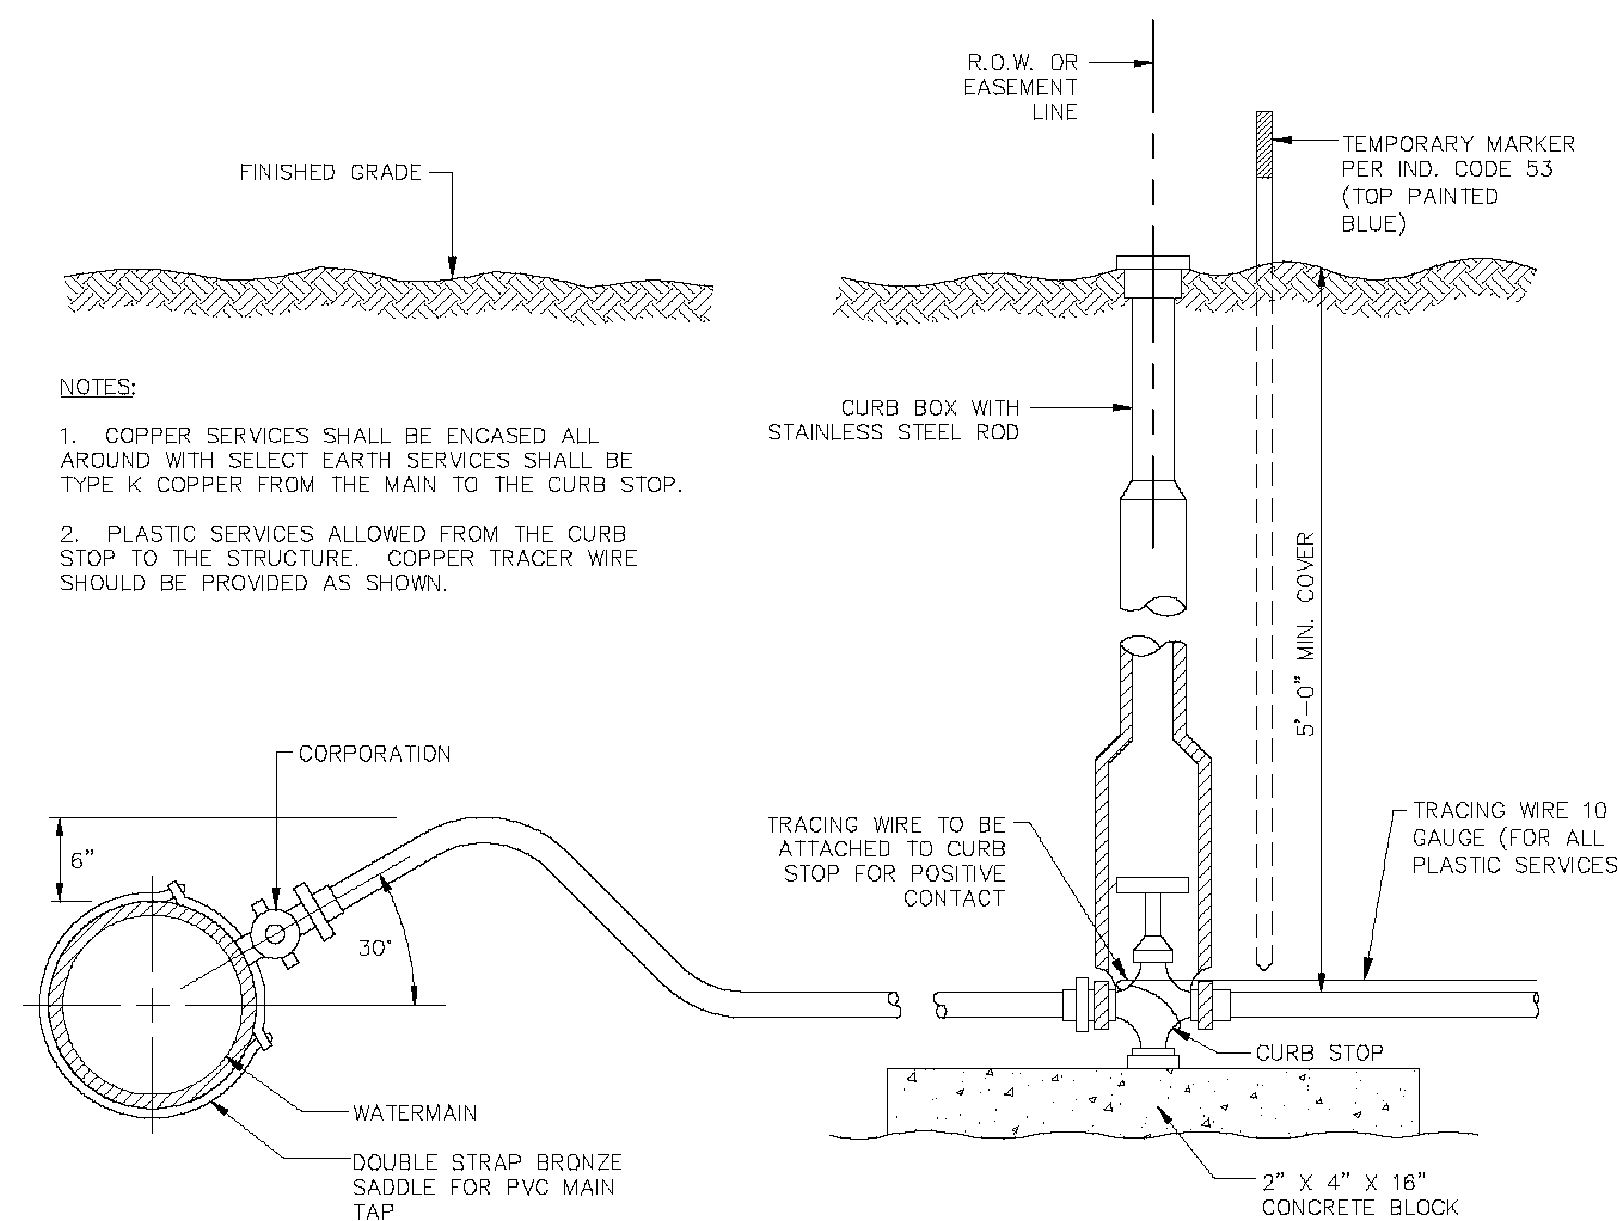 R.O.W. OR
EASEMENT
LINE
TEMPORARY MARKER
PER IND. CODE 53
(TOP PAINTED
BLUE)
FINISHED GRADE
NOTES:
1. COPPER SERVICES SHALL BE ENCASED ALL
AROUND WITH SELECT EARTH SERVICES SHALL BE
TYPE K COPPER FROM THE MAIN TO THE CURB STOP.
2. PLASTIC SERVICES ALLOWED FROM THE CURB
STOP TO THE STRUCTURE. COPPER TRACER WIRE
SHOULD BE PROVIDED AS SHOWN.
CURB BOX WITH
STAINLESS STEEL ROD
5'-0" MIN. COVER
CORPORATION
6"
30°
TRACING WIRE TO BE
ATTACHED TO CURB
STOP FOR POSITIVE
CONTACT
TRACING WIRE 10
GAUGE (FOR ALL
PLASTIC SERVICES
CURB STOP
WATERMAIN
DOUBLE STRAP BRONZE
SADDLE FOR PVC MAIN
TAP
2" X 4" X 16"
CONCRETE BLOCK